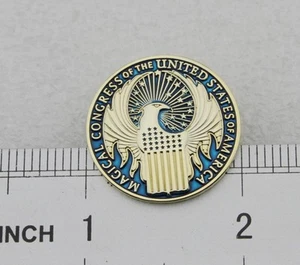 MAGICAL CONGRESS OF THE UNITED STATES OF AMERICA
INCH 1 2